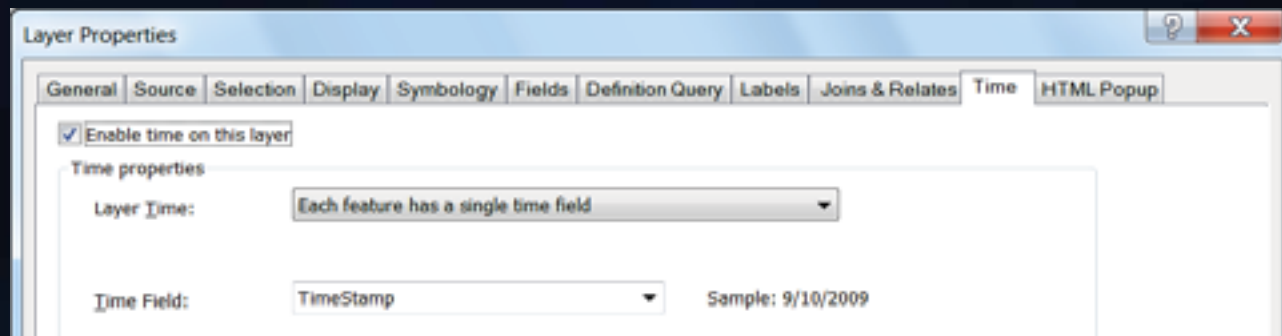 Layer Properties
General Source Selection Display Symbology Fields Definition Query Labels Joins & Relates Time HTML Popup
Enable time on this layer
Time properties
Layer Time: Each feature has a single time field
Time Field: TimeStamp Sample: 9/10/2009